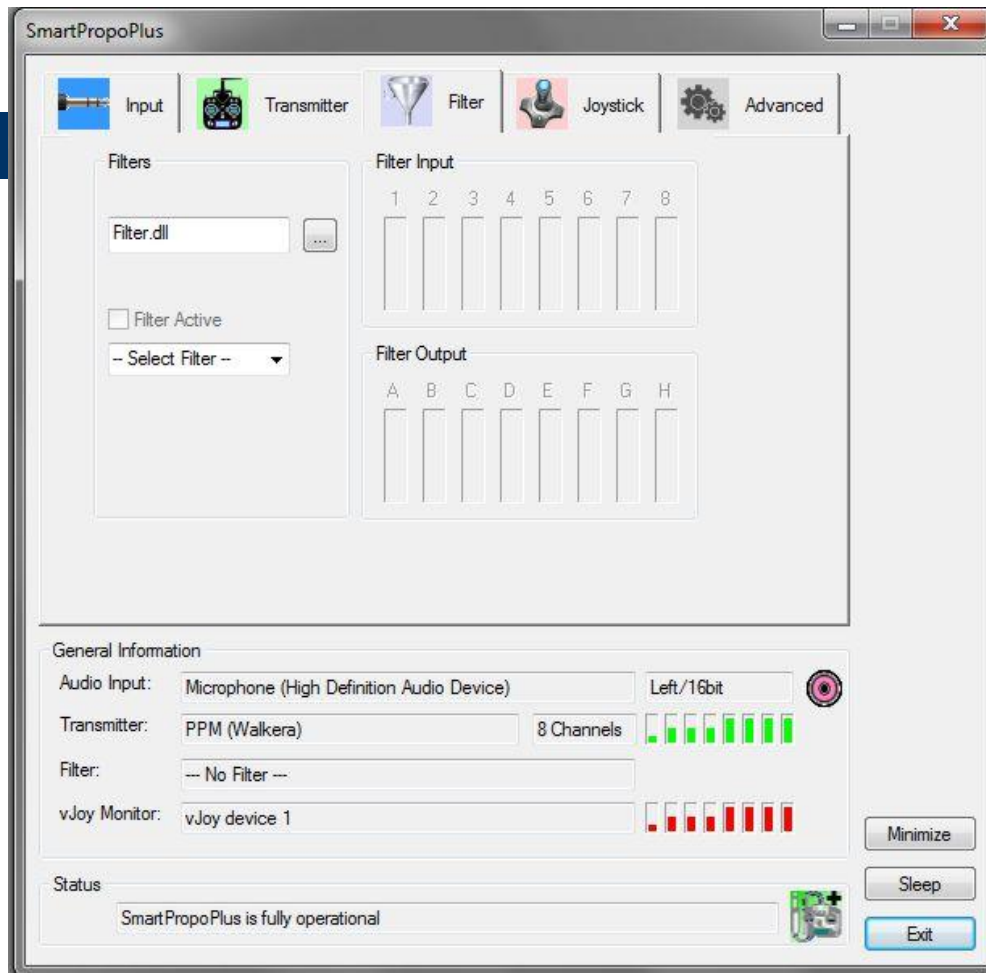 SmartPropoPlus
Input Transmitter Filter Joystick Advanced
Filters
Filter.dll ...
Filter Active
-- Select Filter --
Filter Input
1 2 3 4 5 6 7 8
Filter Output
A B C D E F G H
General Information
Audio Input: Microphone (High Definition Audio Device) Left/16bit
Transmitter: PPM (Walkera) 8 Channels
Filter: --- No Filter ---
vJoy Monitor: vJoy device 1
Status
SmartPropoPlus is fully operational
Minimize
Sleep
Exit